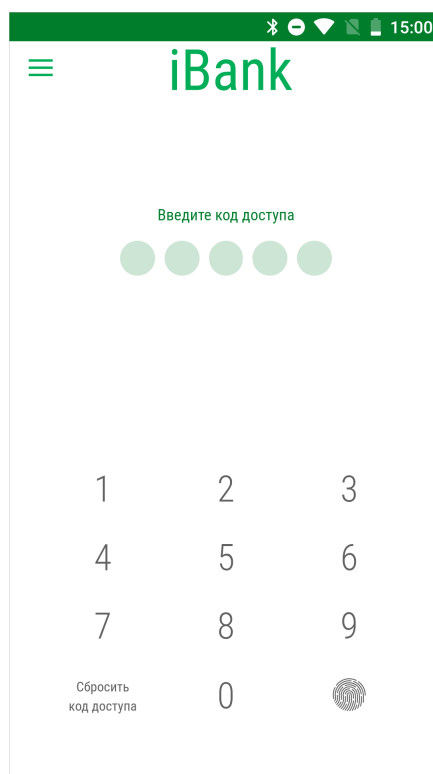 15:00
iBank
Введите код доступа
1 2 3
4 5 6
7 8 9
Сбросить
код доступа
0